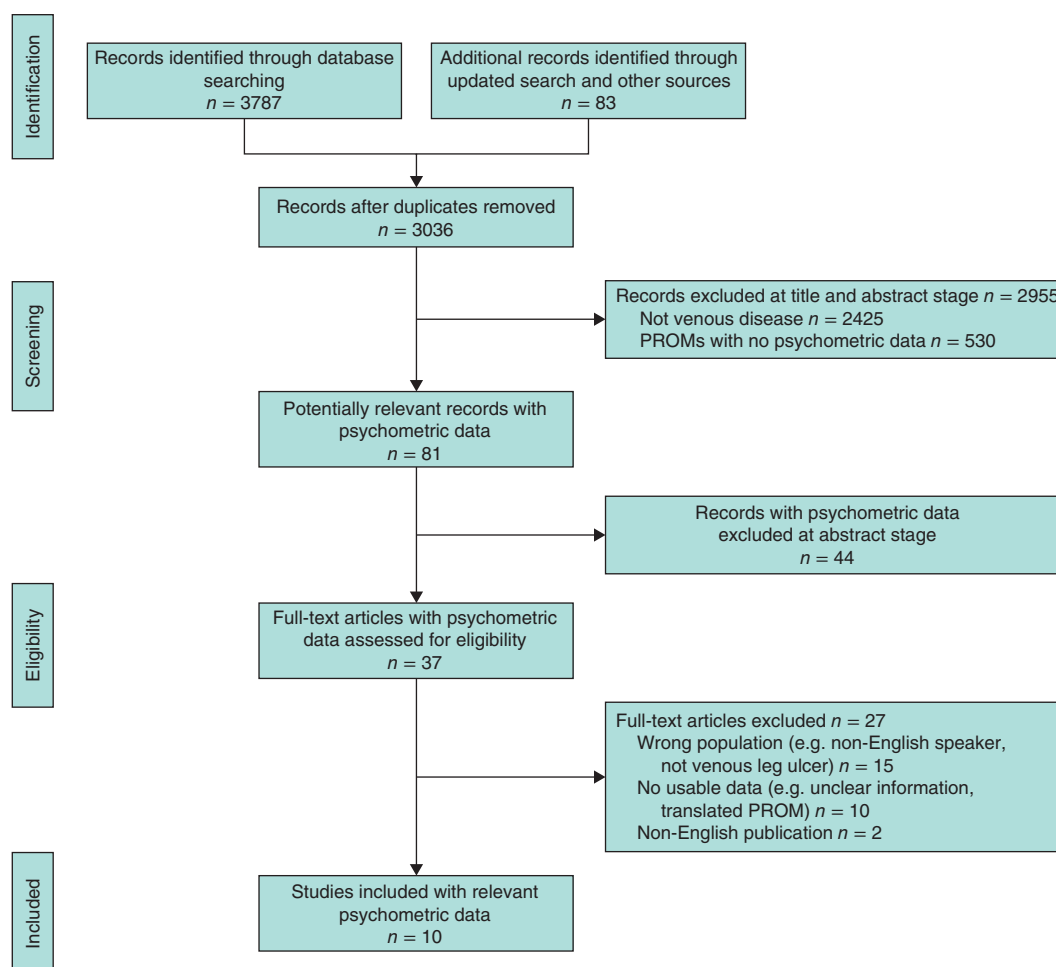 Identification
Records identified through database
searching
n = 3787
Additional records identified through
updated search and other sources
n = 83
Records after duplicates removed
n = 3036
Screening
Records excluded at title and abstract stage n = 2955
Not venous disease n = 2425
PROMs with no psychometric data n = 530
Potentially relevant records with
psychometric data
n = 81
Records with psychometric data
excluded at abstract stage
n = 44
Eligibility
Full-text articles with psychometric
data assessed for eligibility
n = 37
Full-text articles excluded n = 27
Wrong population (e.g. non-English speaker,
not venous leg ulcer) n = 15
No usable data (e.g. unclear information,
translated PROM) n = 10
Non-English publication n = 2
Included
Studies included with relevant
psychometric data
n = 10